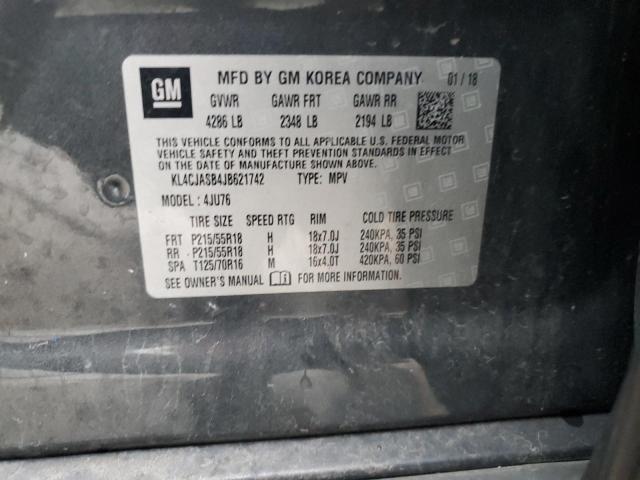 GM MFD BY GM KOREA COMPANY 01 / 18
GVWR GAWR FRT GAWR RR
4286 LB 2348 LB 2194 LB
THIS VEHICLE CONFORMS TO ALL APPLICABLE U.S. FEDERAL MOTOR
VEHICLE SAFETY AND THEFT PREVENTION STANDARDS IN EFFECT
ON THE DATE OF MANUFACTURE SHOWN ABOVE.
KL4CJASB4JB621742 TYPE: MPV
MODEL: 4JU76
TIRE SIZE SPEED RTG RIM COLD TIRE PRESSURE
FRT P215/55R18 H 18x7.0J 240KPA, 35 PSI
RR P215/55R18 H 18x7.0J 240KPA, 35 PSI
SPA T125/70R16 M 16x4.0T 420KPA, 60 PSI
SEE OWNER'S MANUAL FOR MORE INFORMATION.